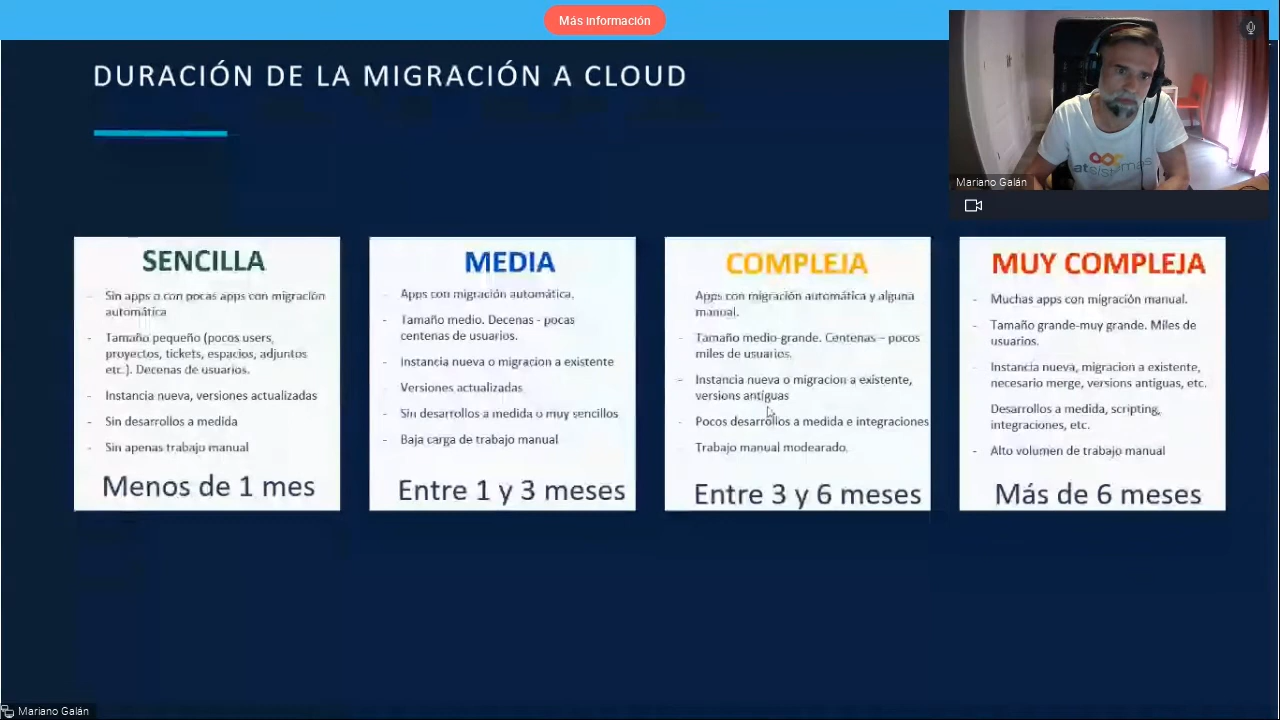 Más información
DURACIÓN DE LA MIGRACIÓN A CLOUD
atsistemas
Mariano Galán
SENCILLA
- Sin apps o con pocas apps con migración
automática
- Tamaño pequeño (pocos users,
proyectos, tickets, espacios, adjuntos
etc.). Decenas de usuarios.
- Instancia nueva, versiones actualizadas
- Sin desarrollos a medida
- Sin apenas trabajo manual
Menos de 1 mes
MEDIA
- Apps con migración automática.
- Tamaño medio. Decenas - pocas
centenas de usuarios.
- Instancia nueva o migracion a existente
- Versiones actualizadas
- Sin desarrollos a medida o muy sencillos
- Baja carga de trabajo manual
Entre 1 y 3 meses
COMPLEJA
Apps con migración automática y alguna
manual.
- Tamaño medio-grande. Centenas – pocos
miles de usuarios.
- Instancia nueva o migracion a existente,
versions antiguas
- Pocos desarrollos a medida e integraciones
- Trabajo manual modearado.
Entre 3 y 6 meses
MUY COMPLEJA
- Muchas apps con migración manual.
- Tamaño grande-muy grande. Miles de
usuarios.
- Instancia nueva, migracion a existente,
necesario merge, versions antiguas, etc.
Desarrollos a medida, scripting,
integraciones, etc.
- Alto volumen de trabajo manual
Más de 6 meses
Mariano Galán